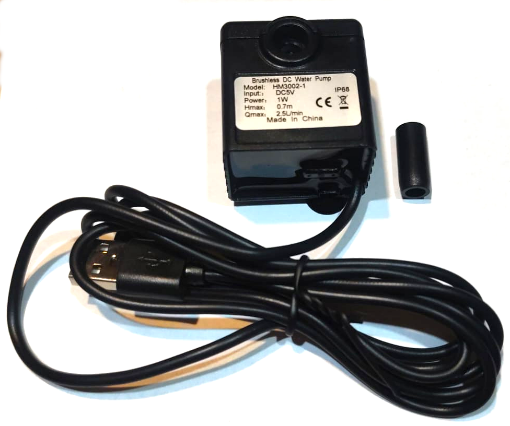 Brushless DC Water Pump
Model: HM3002-1
Input: DC5V
IP68
Power: 1W
Hmax: 0.7m
Qmax: 2.5L/min
CE
Made In China